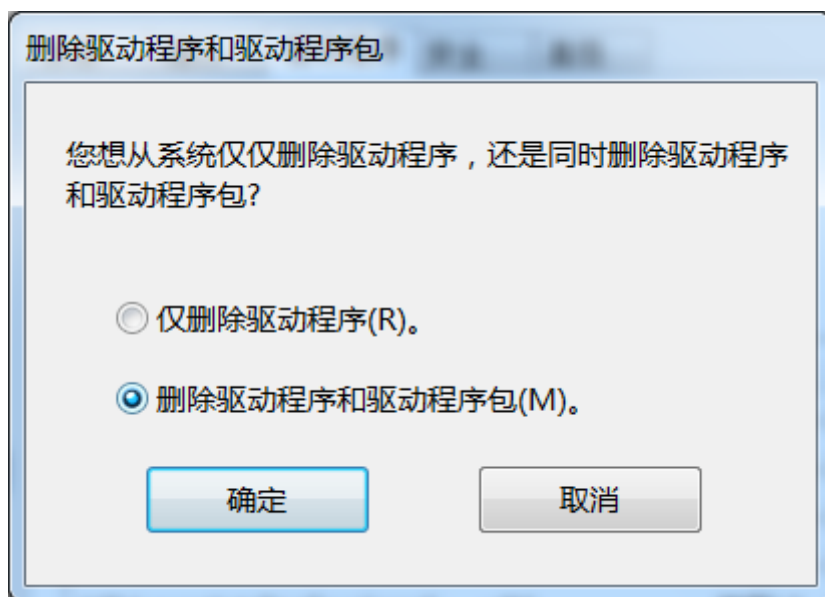 删除驱动程序和驱动程序包
您想从系统仅仅删除驱动程序，还是同时删除驱动程序
和驱动程序包?
仅删除驱动程序(R)。
删除驱动程序和驱动程序包(M)。
确定
取消